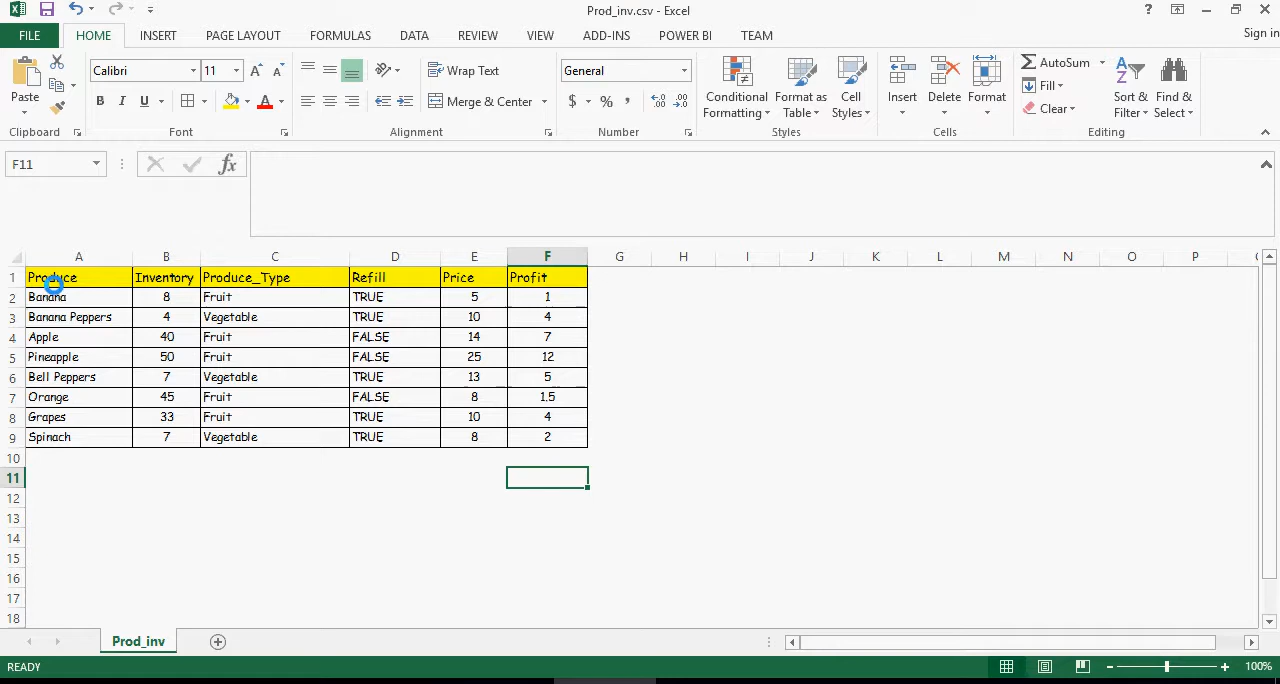 Prod_inv.csv - Excel
FILE HOME INSERT PAGE LAYOUT FORMULAS DATA REVIEW VIEW ADD-INS POWER BI TEAM Sign in
Calibri 11 Wrap Text General AutoSum
Paste B I U Merge & Center $ % , Conditional Formatting Format as Table Cell Styles Insert Delete Format Fill Clear Sort & Filter Find & Select
Clipboard Font Alignment Number Styles Cells Editing
F11 fx
A B C D E F G H I J K L M N O P
1 Produce Inventory Produce_Type Refill Price Profit
2 Banana 8 Fruit TRUE 5 1
3 Banana Peppers 4 Vegetable TRUE 10 4
4 Apple 40 Fruit FALSE 14 7
5 Pineapple 50 Fruit FALSE 25 12
6 Bell Peppers 7 Vegetable TRUE 13 5
7 Orange 45 Fruit FALSE 8 1.5
8 Grapes 33 Fruit TRUE 10 4
9 Spinach 7 Vegetable TRUE 8 2
10
11
12
13
14
15
16
17
18
Prod_inv
READY 100%